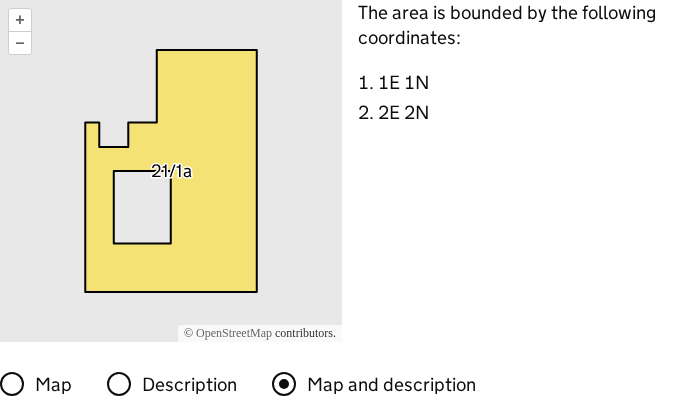 +
−
The area is bounded by the following
coordinates:
1. 1E 1N
2. 2E 2N
21/1a
© OpenStreetMap contributors.
Map
Description
Map and description